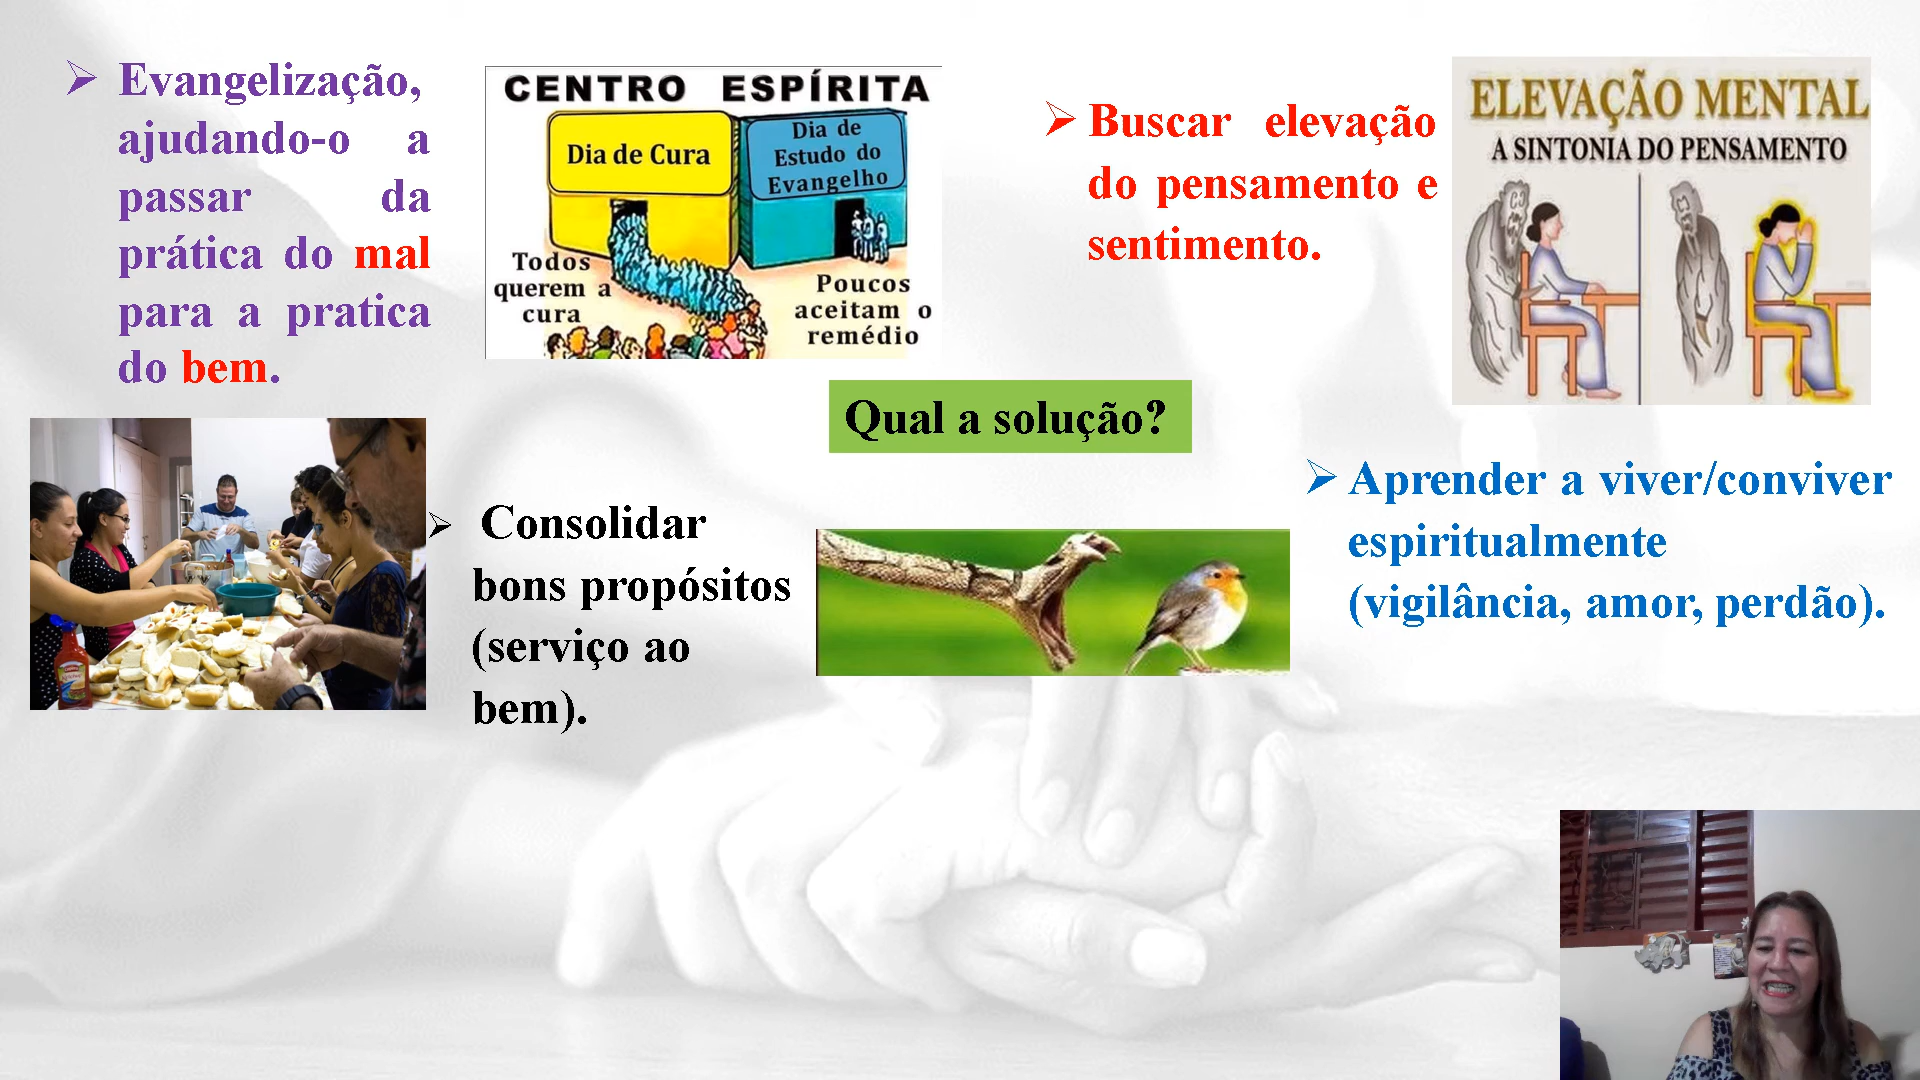 ➢ Evangelização,
ajudando-o a
passar da
prática do mal
para a pratica
do bem.
CENTRO ESPÍRITA
Dia de Cura
Dia de
Estudo do
Evangelho
Todos
querem a
cura
Poucos
aceitam o
remédio
➢ Buscar elevação
do pensamento e
sentimento.
ELEVAÇÃO MENTAL
A SINTONIA DO PENSAMENTO
Qual a solução?
➢ Consolidar
bons propósitos
(serviço ao
bem).
➢ Aprender a viver/conviver
espiritualmente
(vigilância, amor, perdão).